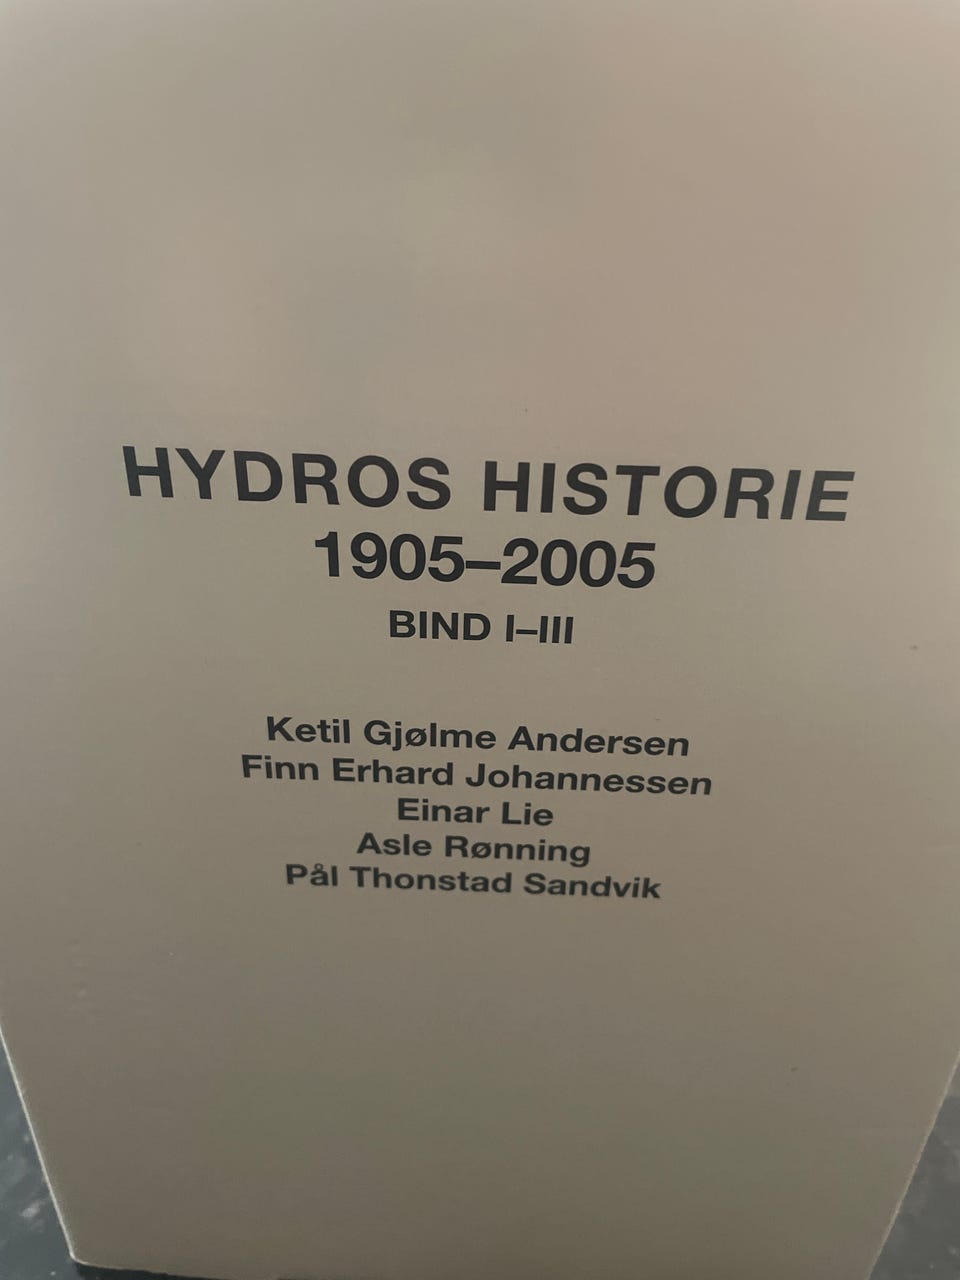 HYDROS HISTORIE
1905–2005
BIND I–III
Ketil Gjølme Andersen
Finn Erhard Johannessen
Einar Lie
Asle Rønning
Pål Thonstad Sandvik